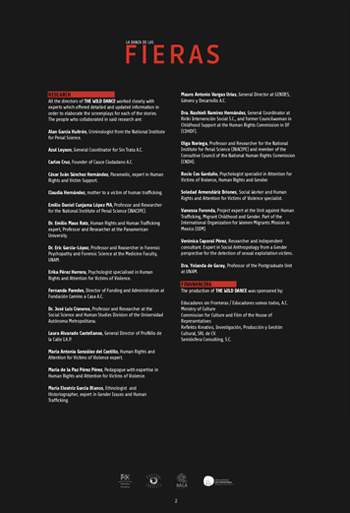 LA DANZA DE LAS
FIERAS
RESEARCH
All the directors of THE WILD DANCE worked closely with
experts which offered detailed and updated information in
order to elaborate the screenplays for each of the stories.
The people who collaborated in said research are:
Alan García Huitrón, Criminologist from the National Institute
for Penal Science.
Azul Leyson, General Coordinator for Sin Trata A.C.
Carlos Cruz, Founder of Cauce Ciudadano A.C.
César Iván Sánchez Hernández, Paramedic, expert in Human
Rights and Victim Support.
Claudia Hernández, mother to a victim of human trafficking.
Emilio Daniel Cunjama López MA, Professor and Researcher
for the National Institute of Penal Science (INACIPE).
Dr. Emilio Maus Ratz, Human Rights and Human Trafficking
expert, Professor and Researcher at the Panamerican
University.
Dr. Eric García-López, Professor and Researcher in Forensic
Psychopathy and Forensic Science at the Medicine Faculty,
UNAM.
Erika Pérez Herrera, Psychologist specialised in Human
Rights and Attention for Victims of Violence.
Fernanda Paredes, Director of Funding and Administration at
Fundación Camino a Casa A.C.
Dr. José Luis Cisneros, Professor and Researcher at the
Social Science and Human Studies Division of the Universidad
Autónoma Metropolitana.
Laura Alvarado Castellanos, General Director of ProNiño de
la Calle I.A.P.
María Antonia González del Castillo, Human Rights and
Attention for Victims of Violence expert.
María de la Paz Pérez Pérez, Pedagogue with expertise in
Human Rights and Attention for Victims of Violence.
María Eleatriz García Blanco, Ethnologist and
Historiographer, expert in Gender Issues and Human
Trafficking.
Mauro Antonio Vargas Urías, General Director at GENDES,
Género y Desarrollo A.C.
Dra. Nashieli Ramírez Hernández, General Coordinator at
Ririki Intervención Social S.C., and former Councilwoman in
Childhood Support at the Human Rights Commission in DF
(CDHDF).
Olga Noriega, Professor and Researcher for the National
Institute for Penal Science (INACIPE) and member of the
Consultive Council of the National Human Rights Commission
(CNDH).
Rocío Cos Garduño, Psychologist specialist in Attention for
Victims of Violence, Human Rights and Gender.
Soledad Armendáriz Briones, Social Worker and Human
Rights and Attention for Victims of Violence specialist.
Vanessa Foronda, Project expert at the Unit against Human
Trafficking, Migrant Childhood and Gender. Part of the
International Organization for Women Migrants Mission in
Mexico (OIM).
Verónica Caporal Pérez, Researcher and independent
consultant. Expert in Social Anthropology from a Gender
perspective for the detection of sexual exploitation victims.
Dra. Yolanda de Garay, Professor of the Postgraduate Unit
at UNAM.
FINANANCING
The production of THE WILD DANCE was sponsored by:
Educadores sin Fronteras / Educadores somos todos, A.C.
Ministry of Culture
Commission for Culture and Film of the House of
Representatives
Reflekto Kreativo, Investigación, Producción y Gestión
Cultural, SRL de CV.
Semiósfera Consulting, S.C.
2